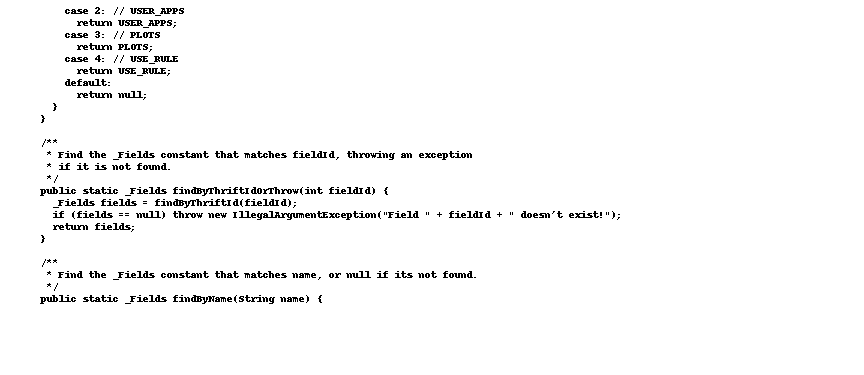 case 2: // USER_APPS
return USER_APPS;
case 3: // PLOTS
return PLOTS;
case 4: // USE_RULE
return USE_RULE;
default:
return null;
}
}
/**
* Find the _Fields constant that matches fieldId, throwing an exception
* if it is not found.
*/
public static _Fields findByThriftIdOrThrow(int fieldId) {
_Fields fields = findByThriftId(fieldId);
if (fields == null) throw new IllegalArgumentException("Field " + fieldId + " doesn't exist!");
return fields;
}
/**
* Find the _Fields constant that matches name, or null if its not found.
*/
public static _Fields findByName(String name) {